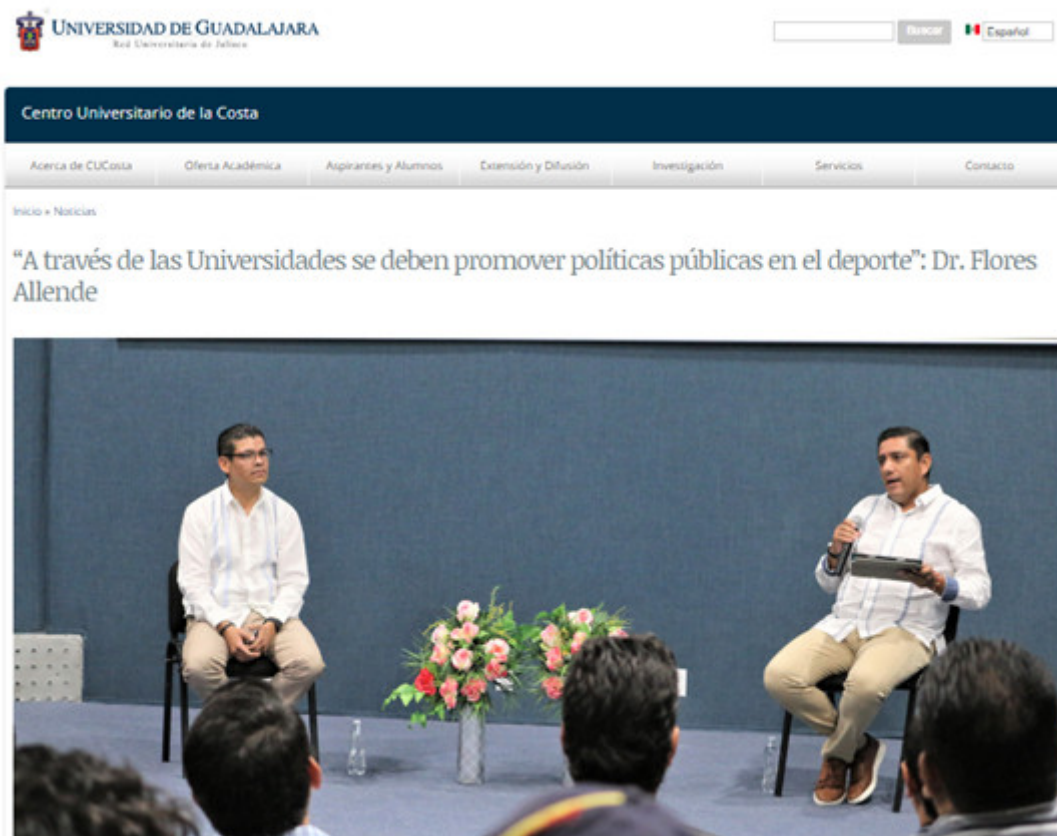 UNIVERSIDAD DE GUADALAJARA
Red Universitaria de Jalisco
Buscar
Español
Centro Universitario de la Costa
Acerca de CUCosta
Oferta Académica
Aspirantes y Alumnos
Extensión y Difusión
Investigación
Servicios
Contacto
Inicio » Noticias
“A través de las Universidades se deben promover políticas públicas en el deporte”: Dr. Flores
Allende